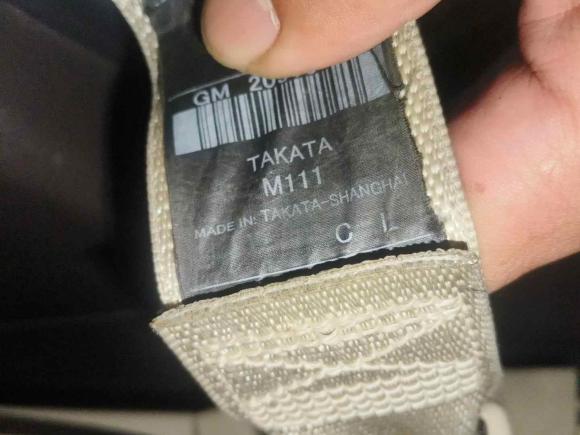 GM
TAKATA
M111
MADE IN: TAKATA-SHANGHAI
C L